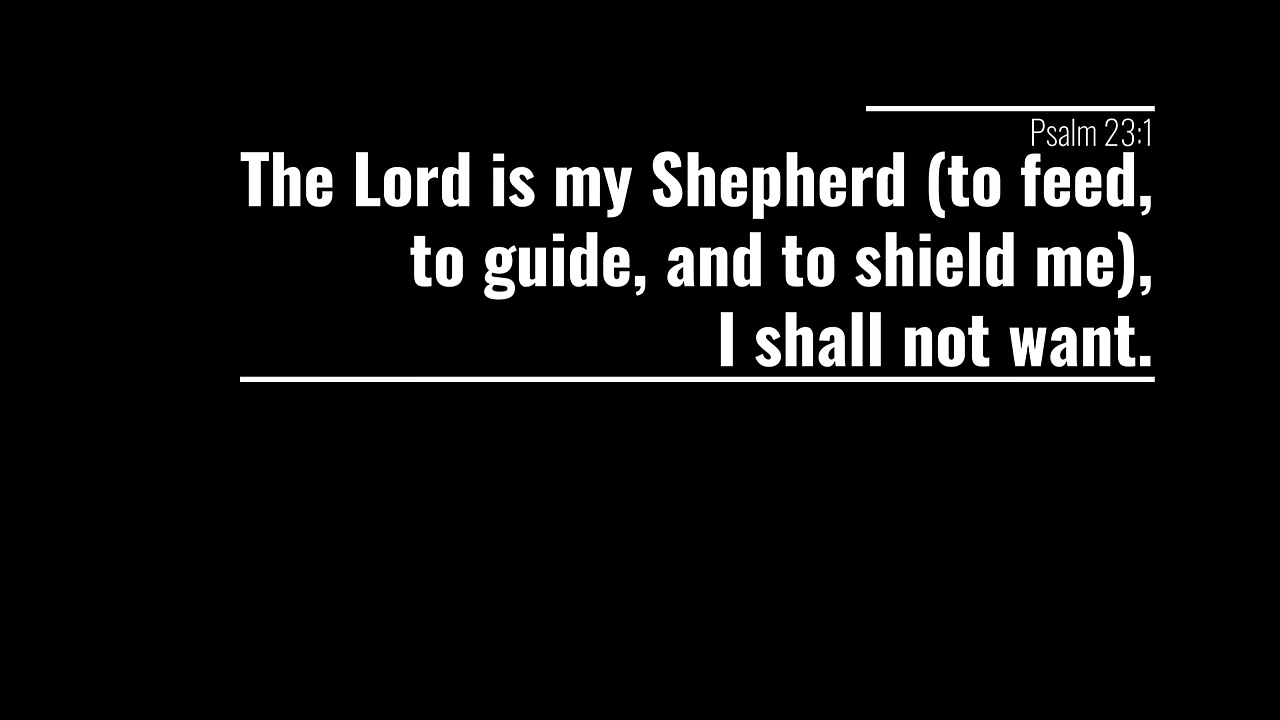 Psalm 23:1
The Lord is my Shepherd (to feed,
to guide, and to shield me),
I shall not want.